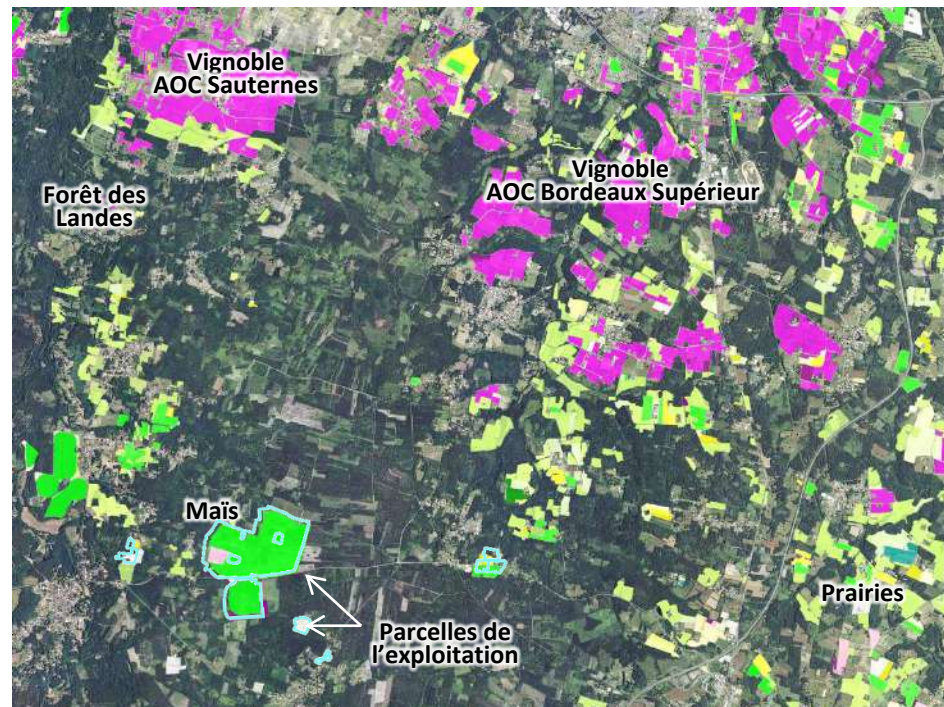 Vignoble
AOC Sauternes
Vignoble
AOC Bordeaux Supérieur
Forêt des
Landes
Maïs
Prairies
Parcelles de
l’exploitation